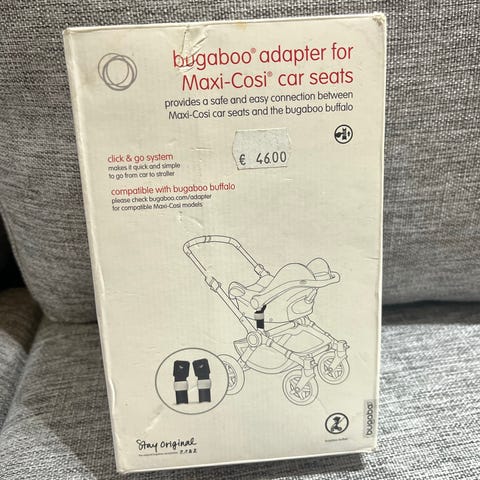 bugaboo® adapter for
Maxi-Cosi® car seats
provides a safe and easy connection between
Maxi-Cosi car seats and the bugaboo buffalo
€ 46.00
click & go system
makes it quick and simple
to go from car to stroller
compatible with bugaboo buffalo
please check bugaboo.com/adapter
for compatible Maxi-Cosi models
Stay original
bugaboo